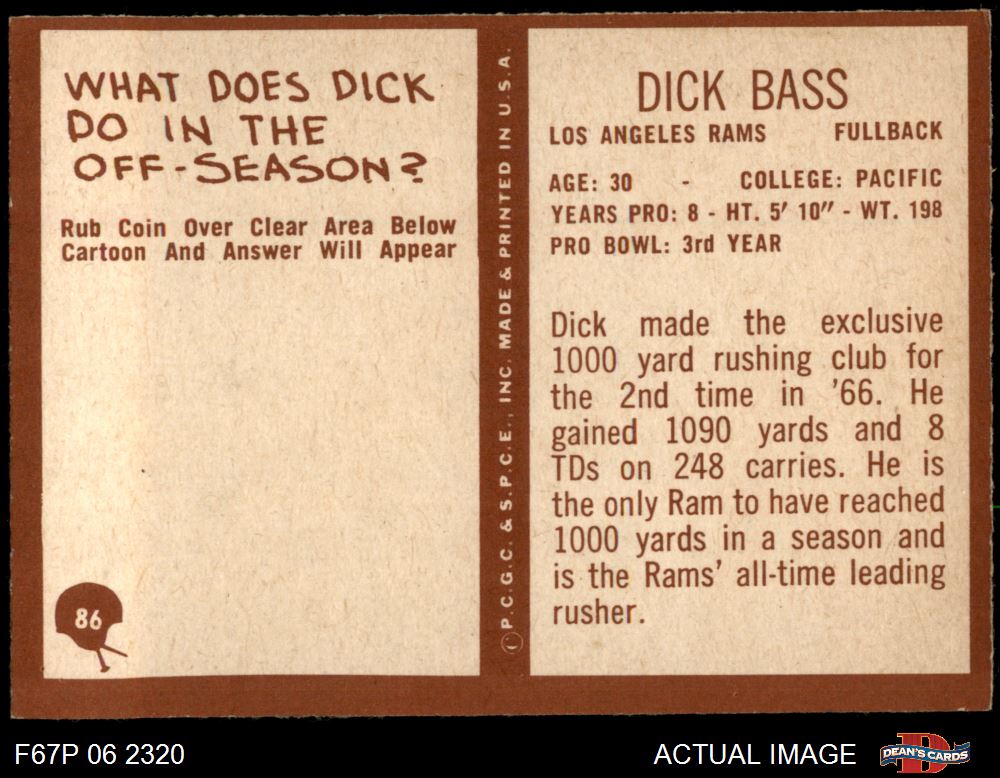 WHAT DOES DICK
DO IN THE
OFF-SEASON?
Rub Coin Over Clear Area Below
Cartoon And Answer Will Appear
86
©P.C.G.C. & S.P.C.E., INC. MADE & PRINTED IN U.S.A.
DICK BASS
LOS ANGELES RAMS FULLBACK
AGE: 30 - COLLEGE: PACIFIC
YEARS PRO: 8 - HT. 5′ 10″ - WT. 198
PRO BOWL: 3rd YEAR
Dick made the exclusive
1000 yard rushing club for
the 2nd time in ’66. He
gained 1090 yards and 8
TDs on 248 carries. He is
the only Ram to have reached
1000 yards in a season and
is the Rams’ all-time leading
rusher.
F67P 06 2320
ACTUAL IMAGE
D
DEAN'S CARDS